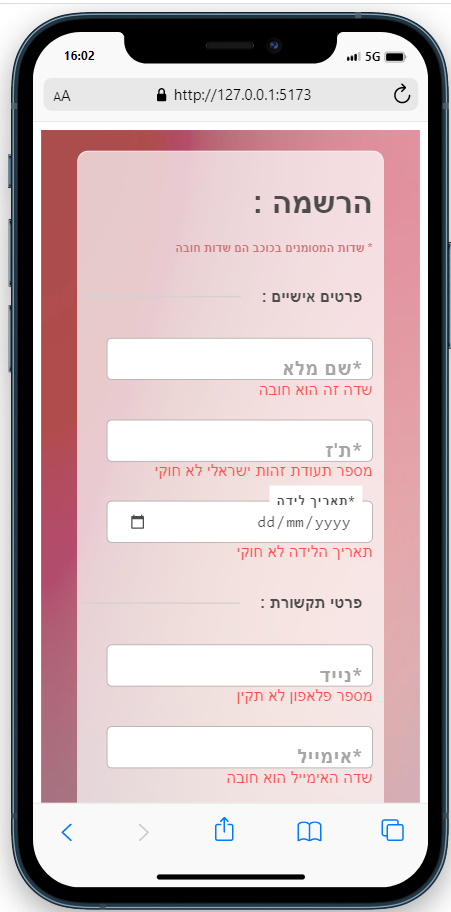 16:02
5G
AA
http://127.0.0.1:5173
הרשמה :
* שדות המסומנים בכוכב הם שדות חובה
פרטים אישיים :
*שם מלא
שדה זה הוא חובה
*ת'ז
מספר תעודת זהות ישראלי לא חוקי
*תאריך לידה
dd/mm/yyyy
תאריך הלידה לא חוקי
פרטי תקשורת :
*נייד
מספר פלאפון לא תקין
*אימייל
שדה האימייל הוא חובה